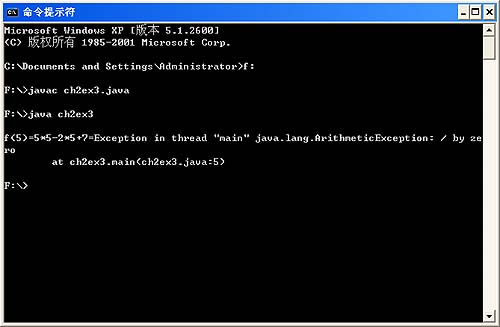 命令提示符
Microsoft Windows XP [版本 5.1.2600]
(C) 版权所有 1985-2001 Microsoft Corp.
C:\Documents and Settings\Administrator>f:
F:\>javac ch2ex3.java
F:\>java ch2ex3
f(5)=5*5-2*5+7=Exception in thread "main" java.lang.ArithmeticException: / by ze
ro
at ch2ex3.main(ch2ex3.java:5)
F:\>